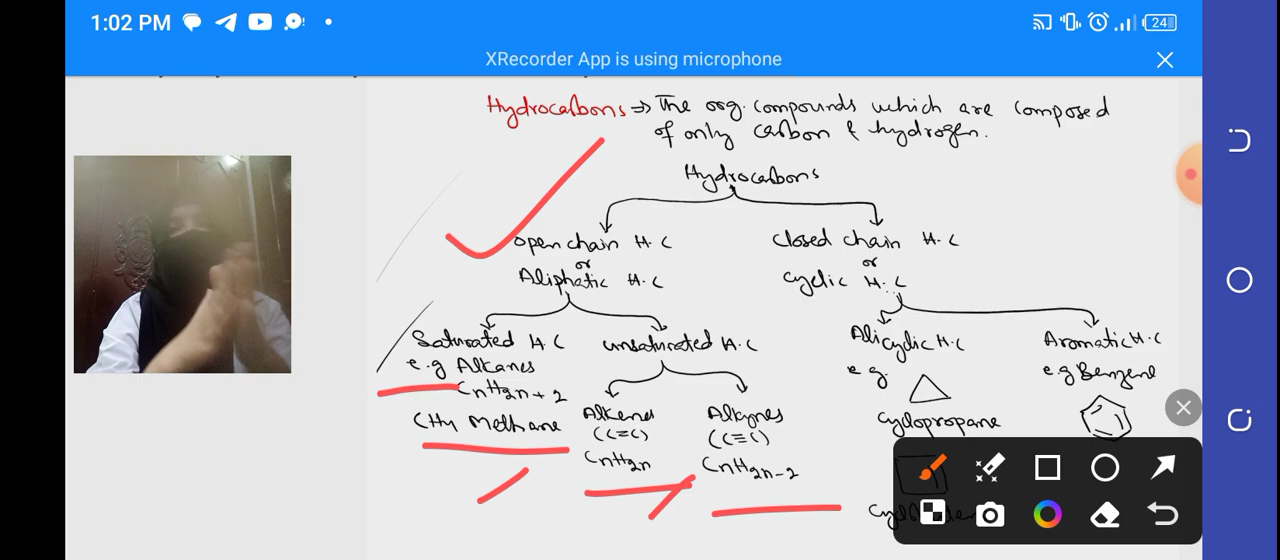 1:02 PM
24
XRecorder App is using microphone
Hydrocarbons → The org. compounds which are composed
of only carbon & hydrogen.
Hydrocarbons
open chain H.C
or
Aliphatic H.C
Closed chain H.C
or
Cyclic H.C
Saturated H.C
e.g Alkanes
CnH2n+2
CH4 Methane
unsaturated H.C
Alkenes
(C=C)
CnH2n
Alkynes
(C≡C)
CnH2n-2
Alicyclic H.C
e.g.
Cyclopropane
Aromatic H.C
e.g Benzene